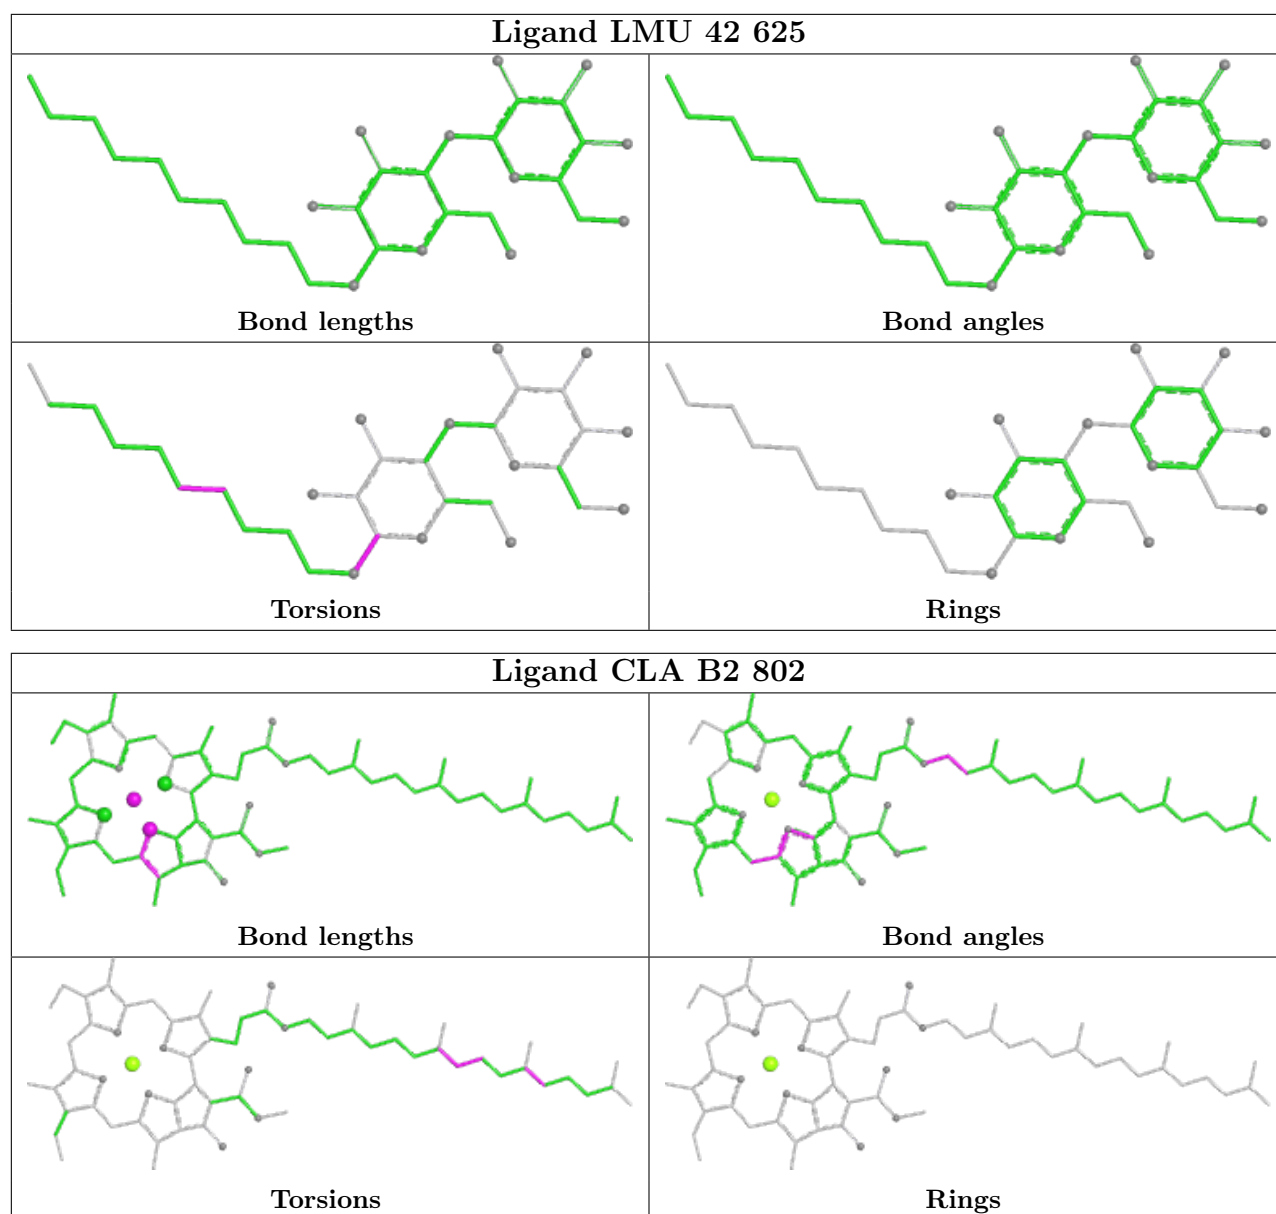 Ligand LMU 42 625
Bond lengths
Bond angles
Torsions
Rings
Ligand CLA B2 802
Bond lengths
Bond angles
Torsions
Rings